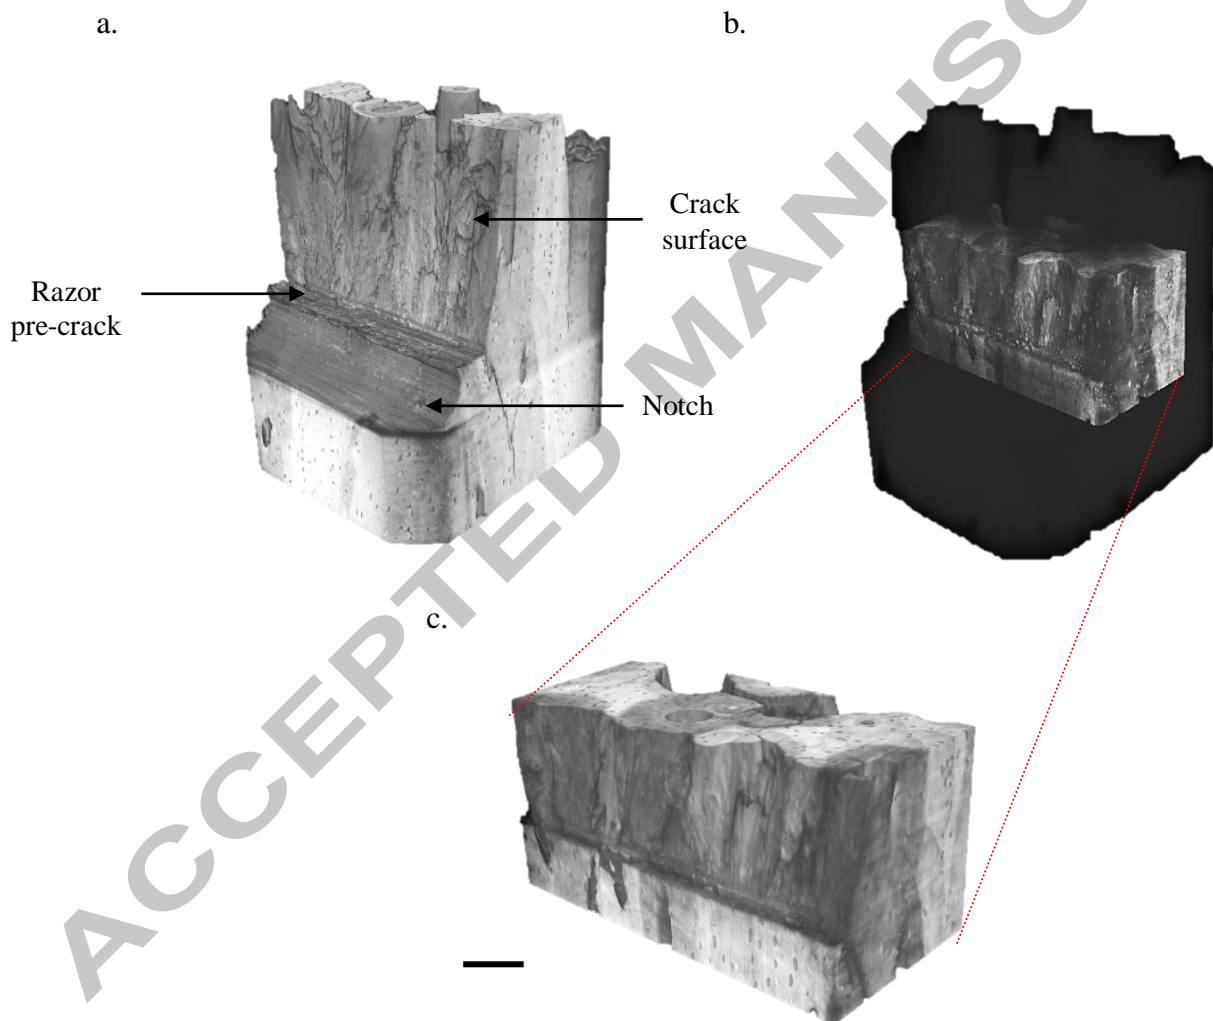 a.
b.
Crack
surface
Razor
pre-crack
Notch
c.
ACCEPTED MANUSC